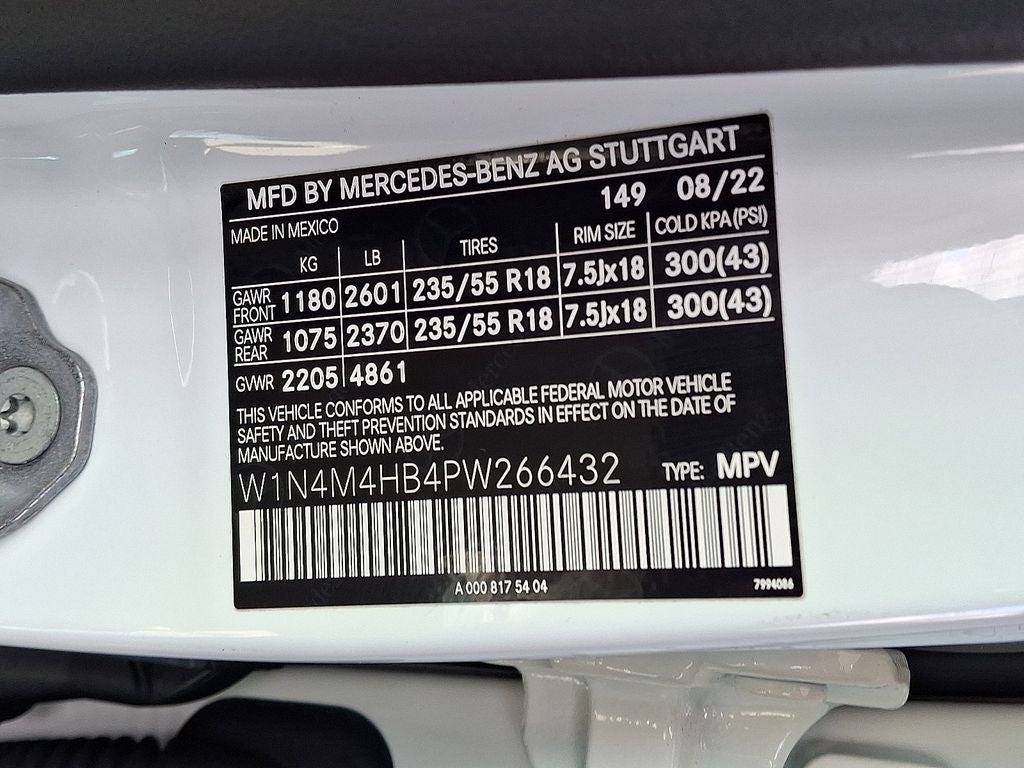 MFD BY MERCEDES-BENZ AG STUTTGART
149 08/22
MADE IN MEXICO
KG LB TIRES RIM SIZE COLD KPA(PSI)
GAWR FRONT 1180 2601 235/55 R18 7.5Jx18 300(43)
GAWR REAR 1075 2370 235/55 R18 7.5Jx18 300(43)
GVWR 2205 4861
THIS VEHICLE CONFORMS TO ALL APPLICABLE FEDERAL MOTOR VEHICLE
SAFETY AND THEFT PREVENTION STANDARDS IN EFFECT ON THE DATE OF
MANUFACTURE SHOWN ABOVE.
W1N4M4HB4PW266432 TYPE: MPV
A 000 817 54 04 7994086